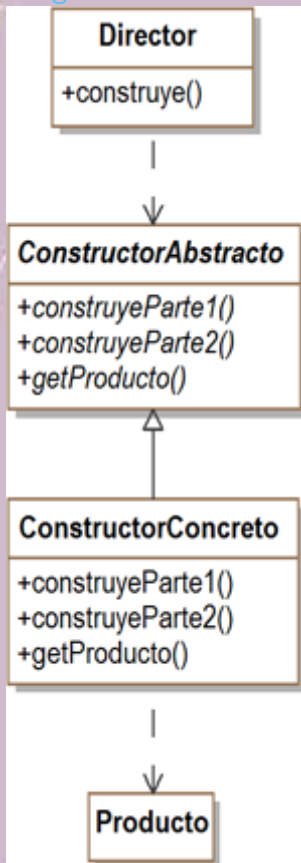 Director
+construye()
ConstructorAbstracto
+construyeParte1()
+construyeParte2()
+getProducto()
ConstructorConcreto
+construyeParte1()
+construyeParte2()
+getProducto()
Producto